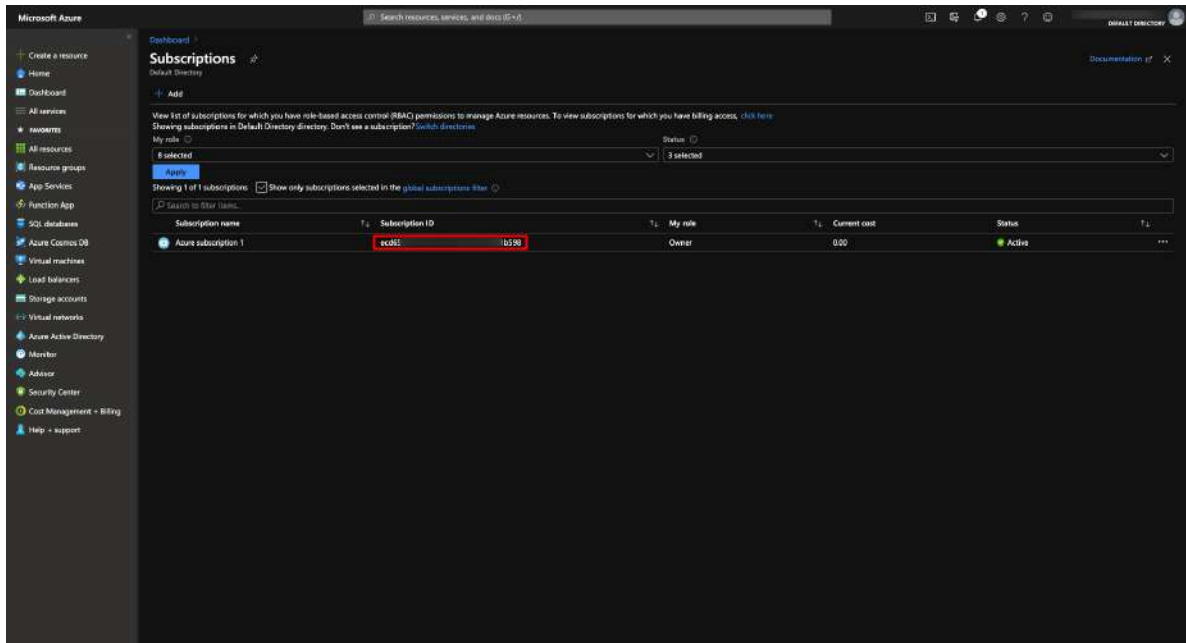 Microsoft Azure
Search resources, services, and docs (G+/)
DEFAULT DIRECTORY
Create a resource
Home
Dashboard
All services
FAVORITES
All resources
Resource groups
App Services
Function App
SQL databases
Azure Cosmos DB
Virtual machines
Load balancers
Storage accounts
Virtual networks
Azure Active Directory
Monitor
Advisor
Security Center
Cost Management + Billing
Help + support
Dashboard >
Subscriptions
Default Directory
Documentation
+ Add
View list of subscriptions for which you have role-based access control (RBAC) permissions to manage Azure resources. To view subscriptions for which you have billing access, click here
Showing subscriptions in Default Directory directory. Don't see a subscription? Switch directories
My role Status
8 selected 3 selected
Apply
Showing 1 of 1 subscriptions Show only subscriptions selected in the global subscriptions filter
Search to filter items...
Subscription name Subscription ID My role Current cost Status
Azure subscription 1 ecd65 1b598 Owner 0.00 Active